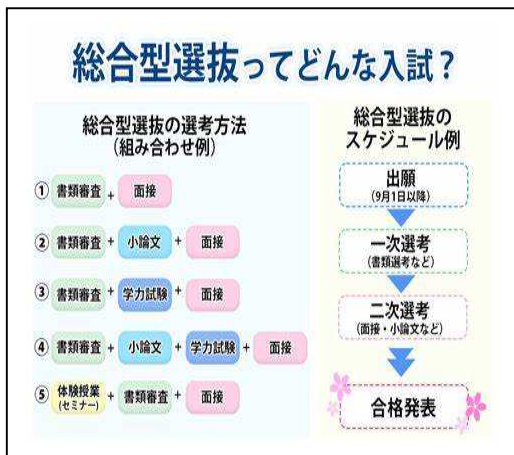 総合型選抜ってどんな入試？
総合型選抜の選考方法
(組み合わせ例)
① 書類審査 + 面接
② 書類審査 + 小論文 + 面接
③ 書類審査 + 学力試験 + 面接
④ 書類審査 + 小論文 + 学力試験 + 面接
⑤ 体験授業 (セミナー) + 書類審査 + 面接
総合型選抜の
スケジュール例
出願
(9月1日以降)
一次選考
(書類選考など)
二次選考
(面接・小論文など)
合格発表